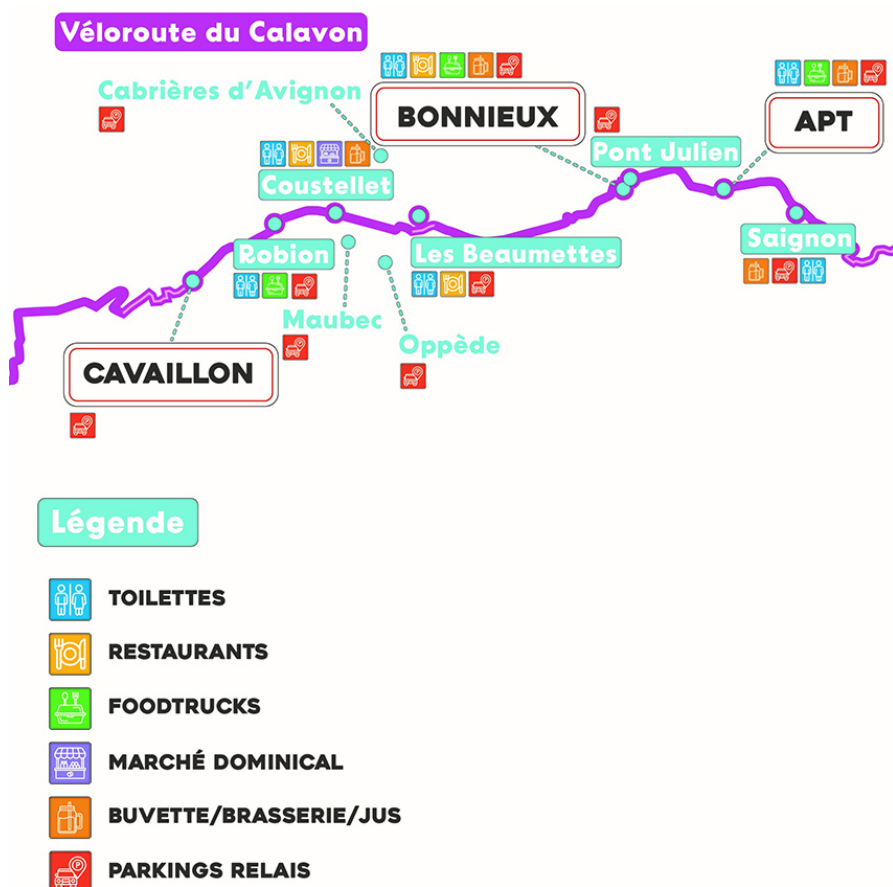 Véloroute du Calavon
Cabrières d'Avignon
BONNIEUX
APT
Pont Julien
Coustellet
Robion
Les Beaumettes
Saignon
Maubec
Oppède
CAVAILLON
Légende
TOILETTES
RESTAURANTS
FOODTRUCKS
MARCHÉ DOMINICAL
BUVETTE/BRASSERIE/JUS
PARKINGS RELAIS